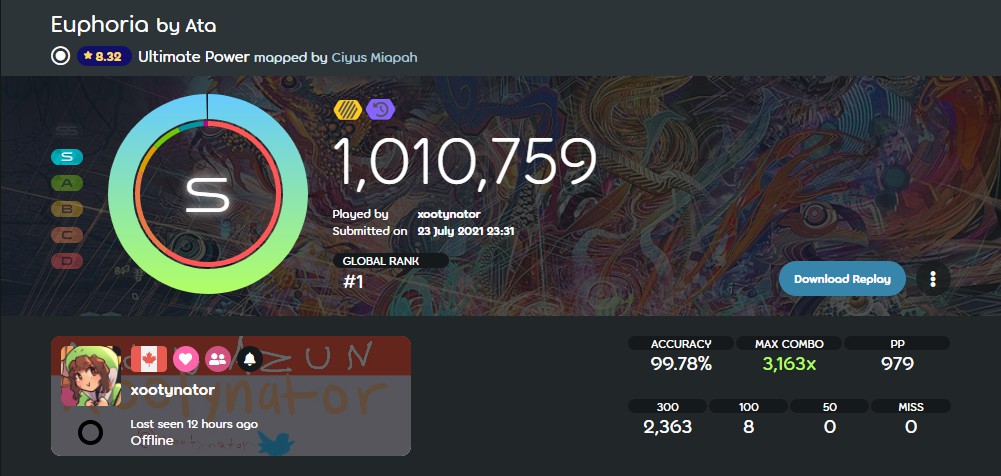 Euphoria by Ata
8.32 Ultimate Power mapped by Ciyus Miapah
S
A
B
C
D
S
1,010,759
Played by xootynator
Submitted on 23 July 2021 23:31
GLOBAL RANK
#1
Download Replay
xootynator
Last seen 12 hours ago
Offline
ACCURACY MAX COMBO PP
99.78% 3,163x 979
300 100 50 MISS
2,363 8 0 0